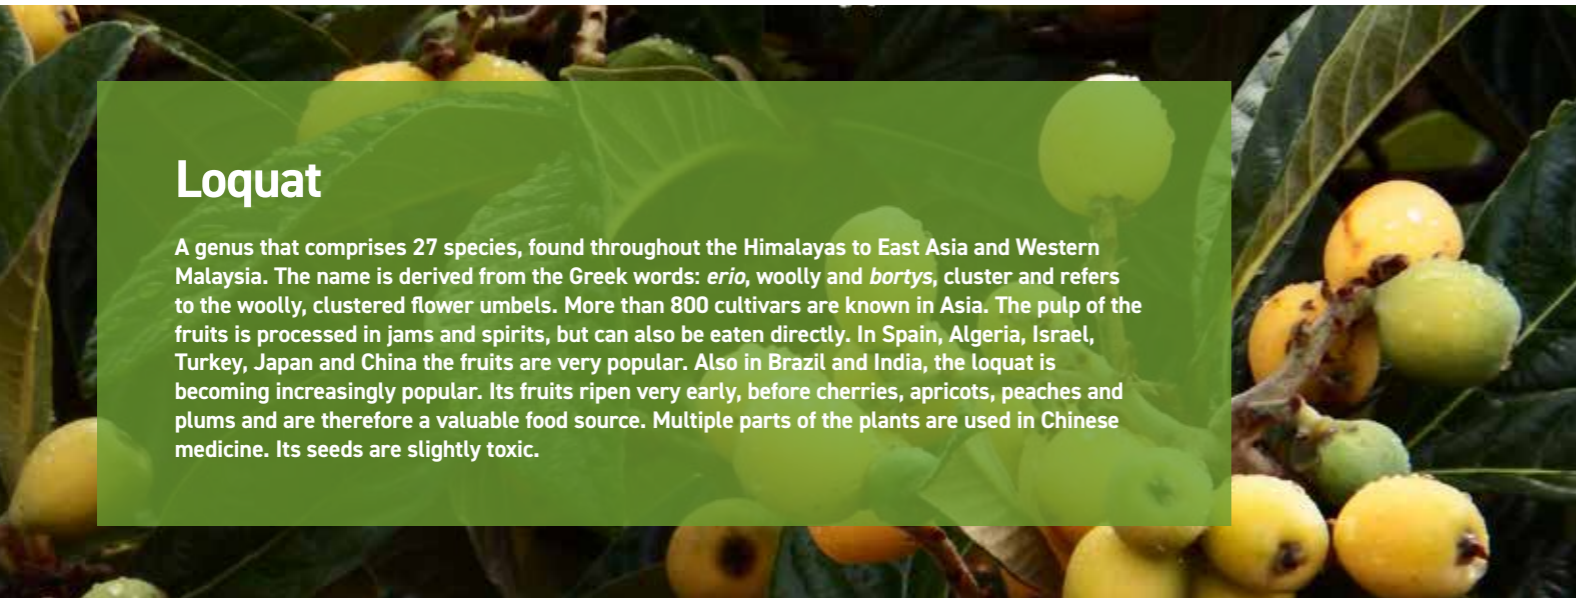 Loquat
A genus that comprises 27 species, found throughout the Himalayas to East Asia and Western
Malaysia. The name is derived from the Greek words: erio, woolly and bortys, cluster and refers
to the woolly, clustered flower umbels. More than 800 cultivars are known in Asia. The pulp of the
fruits is processed in jams and spirits, but can also be eaten directly. In Spain, Algeria, Israel,
Turkey, Japan and China the fruits are very popular. Also in Brazil and India, the loquat is
becoming increasingly popular. Its fruits ripen very early, before cherries, apricots, peaches and
plums and are therefore a valuable food source. Multiple parts of the plants are used in Chinese
medicine. Its seeds are slightly toxic.